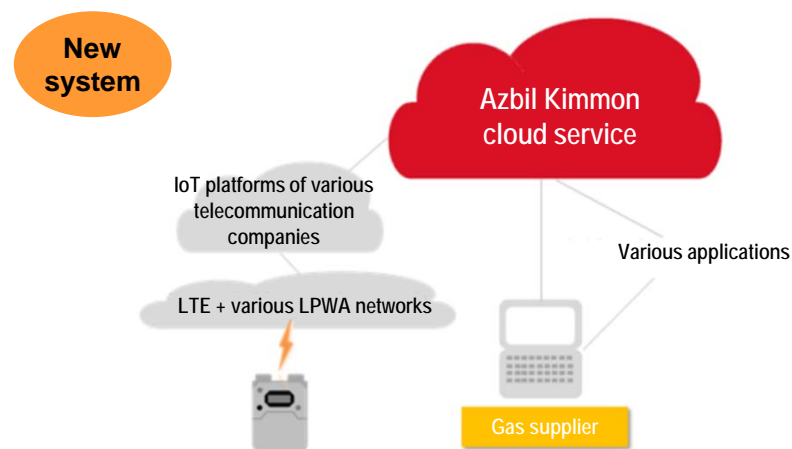 New
system
Azbil Kimmon
cloud service
IoT platforms of various
telecommunication
companies
Various applications
LTE + various LPWA networks
Gas supplier